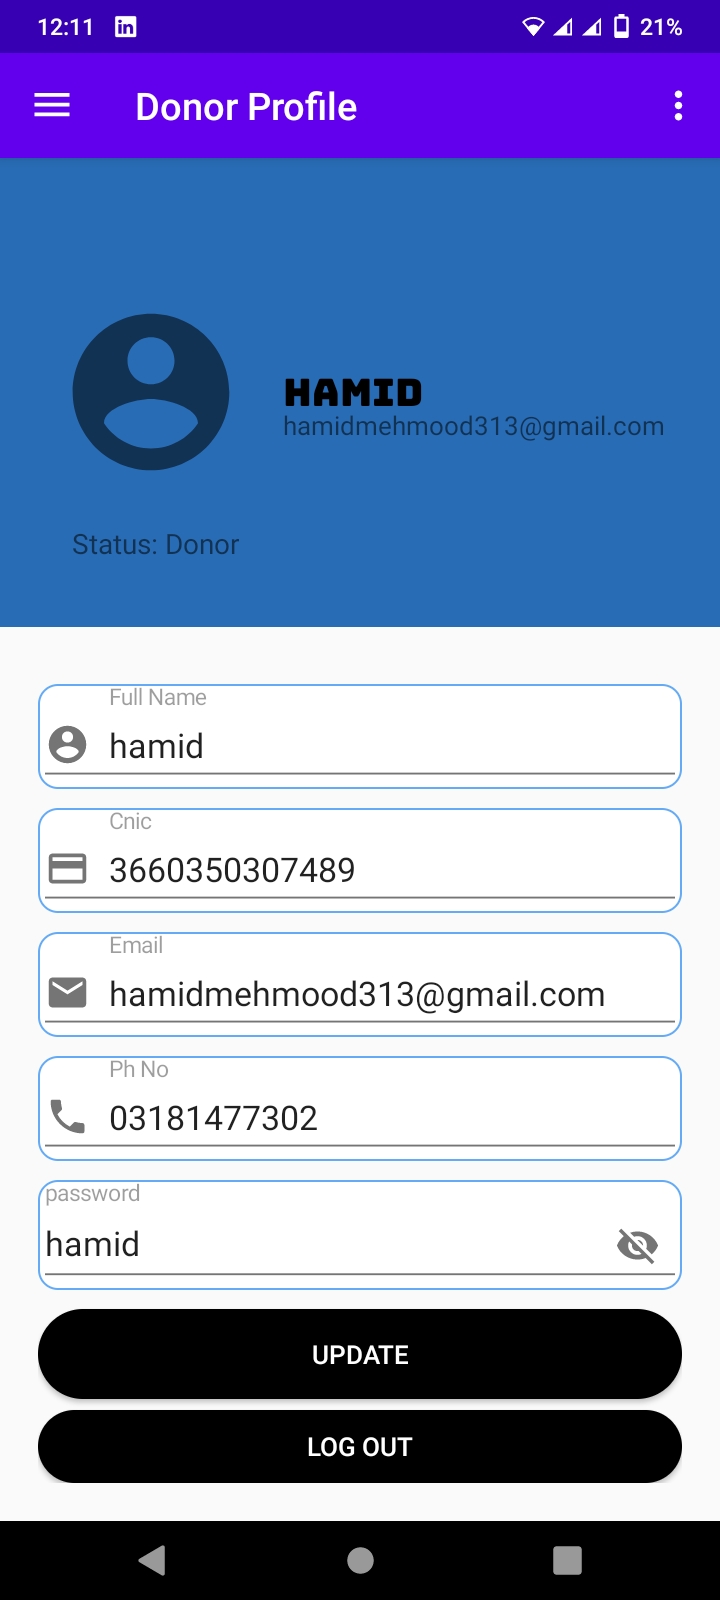 12:11 in 21%
Donor Profile
HAMID
hamidmehmood313@gmail.com
Status: Donor
Full Name
hamid
Cnic
3660350307489
Email
hamidmehmood313@gmail.com
Ph No
03181477302
password
hamid
UPDATE
LOG OUT